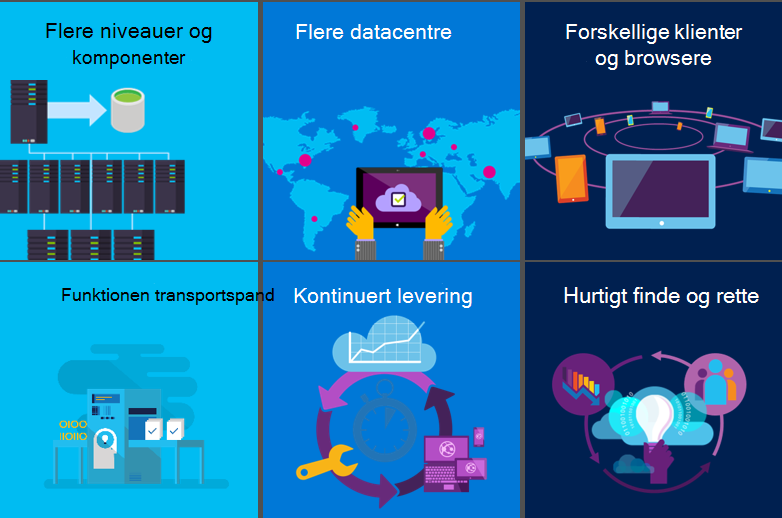 Flere niveauer og
komponenter
Flere datacentre
Forskellige klienter
og browsere
Funktionen transportspand
Kontinuert levering
Hurtigt finde og rette